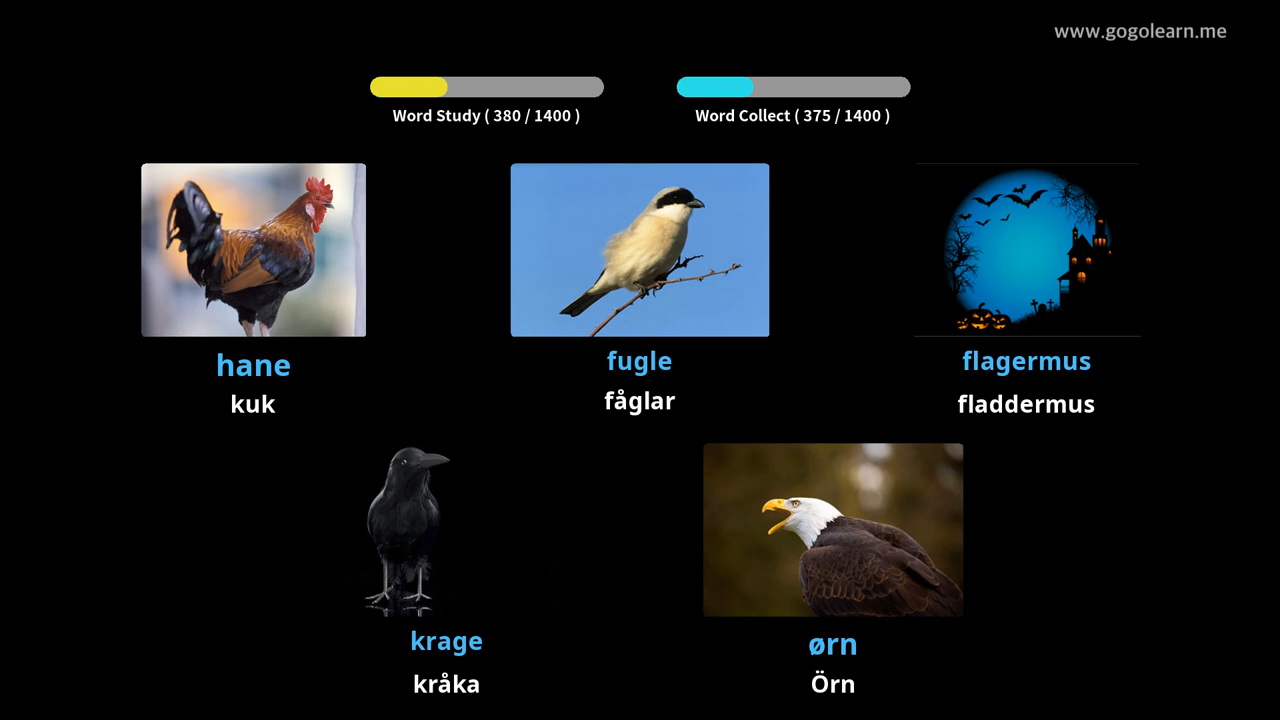 www.gogolearn.me
Word Study ( 380 / 1400 )
Word Collect ( 375 / 1400 )
hane
kuk
fugle
fåglar
flagermus
fladdermus
krage
kråka
ørn
Örn